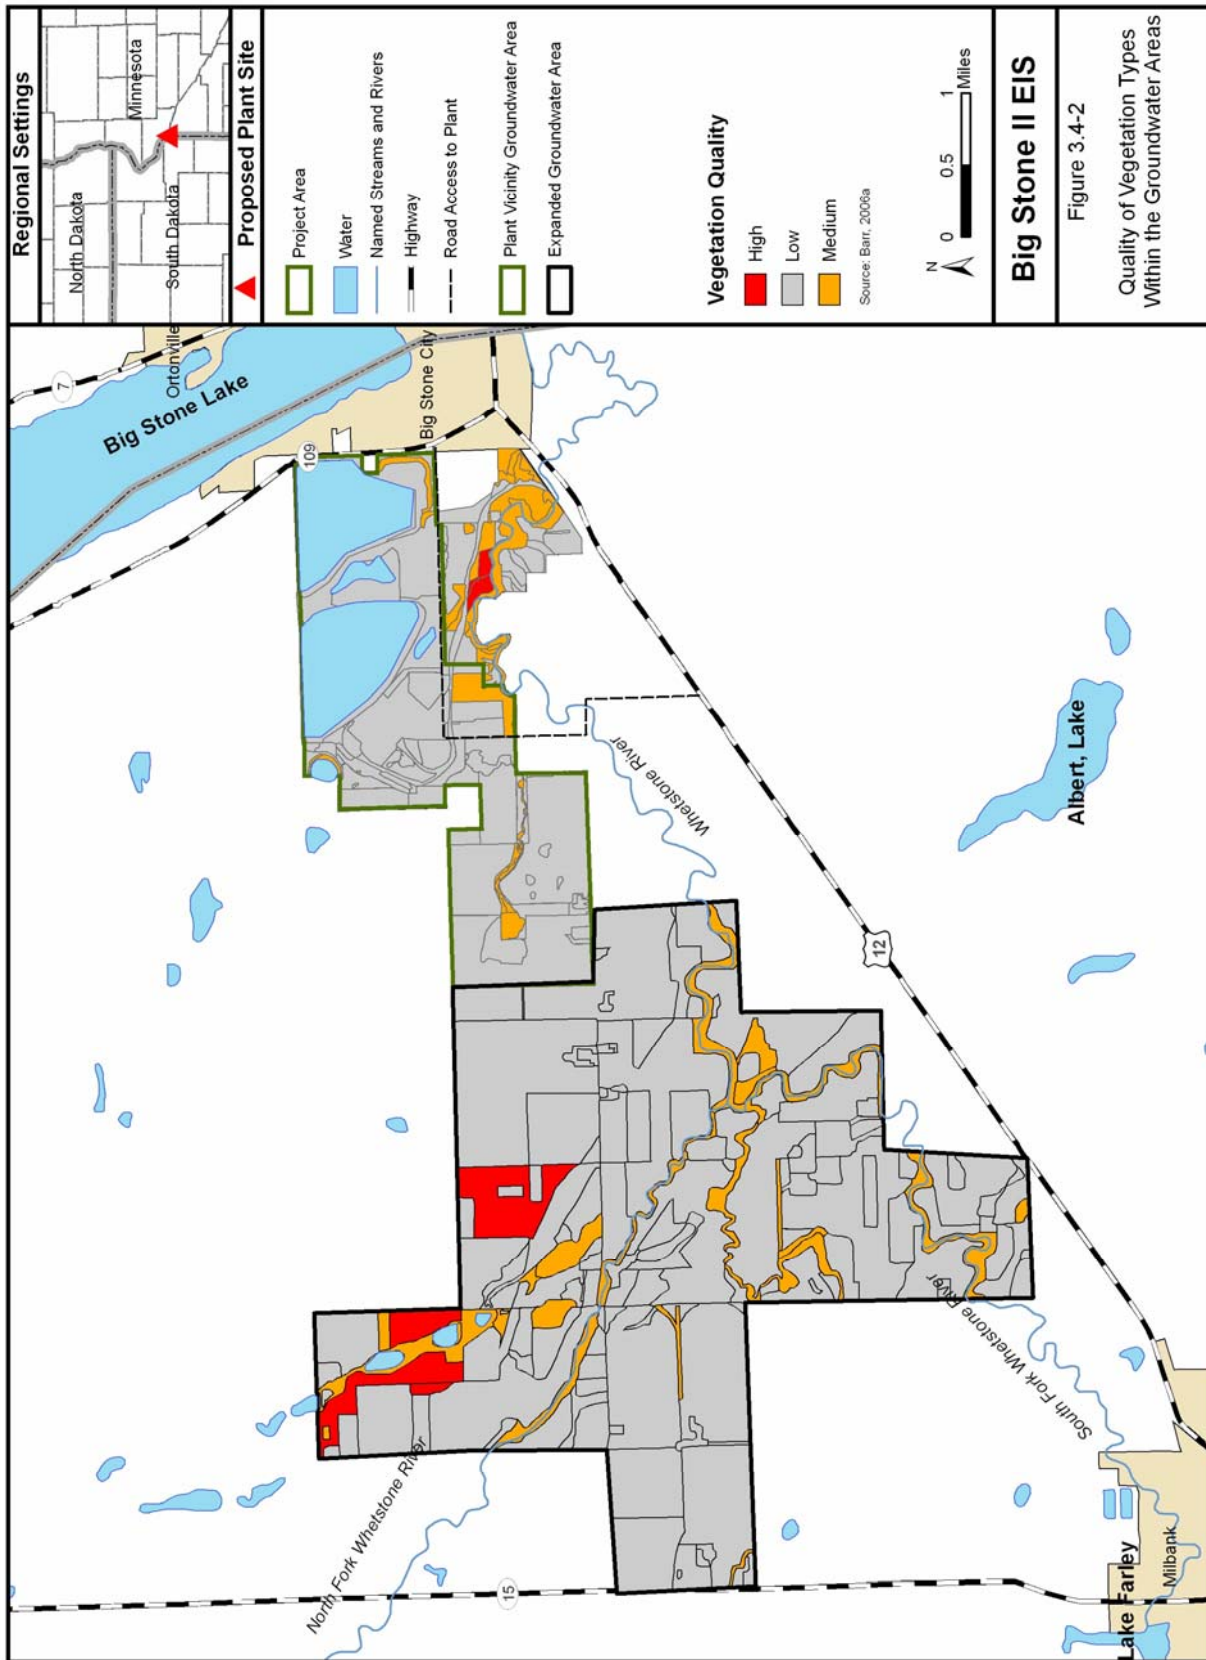 Regional Settings
North Dakota
Minnesota
South Dakota
Proposed Plant Site
Project Area
Water
Named Streams and Rivers
Highway
Road Access to Plant
Plant Vicinity Groundwater Area
Expanded Groundwater Area
Vegetation Quality
High
Low
Medium
Source: Barr, 2006a
N
0 0.5 1
Miles
Big Stone II EIS
Figure 3.4-2
Quality of Vegetation Types
Within the Groundwater Areas
7
Ortonville
Big Stone Lake
109
Big Stone City
Whetstone River
Albert, Lake
12
North Fork Whetstone River
South Fork Whetstone River
15
Lake Farley
Milbank